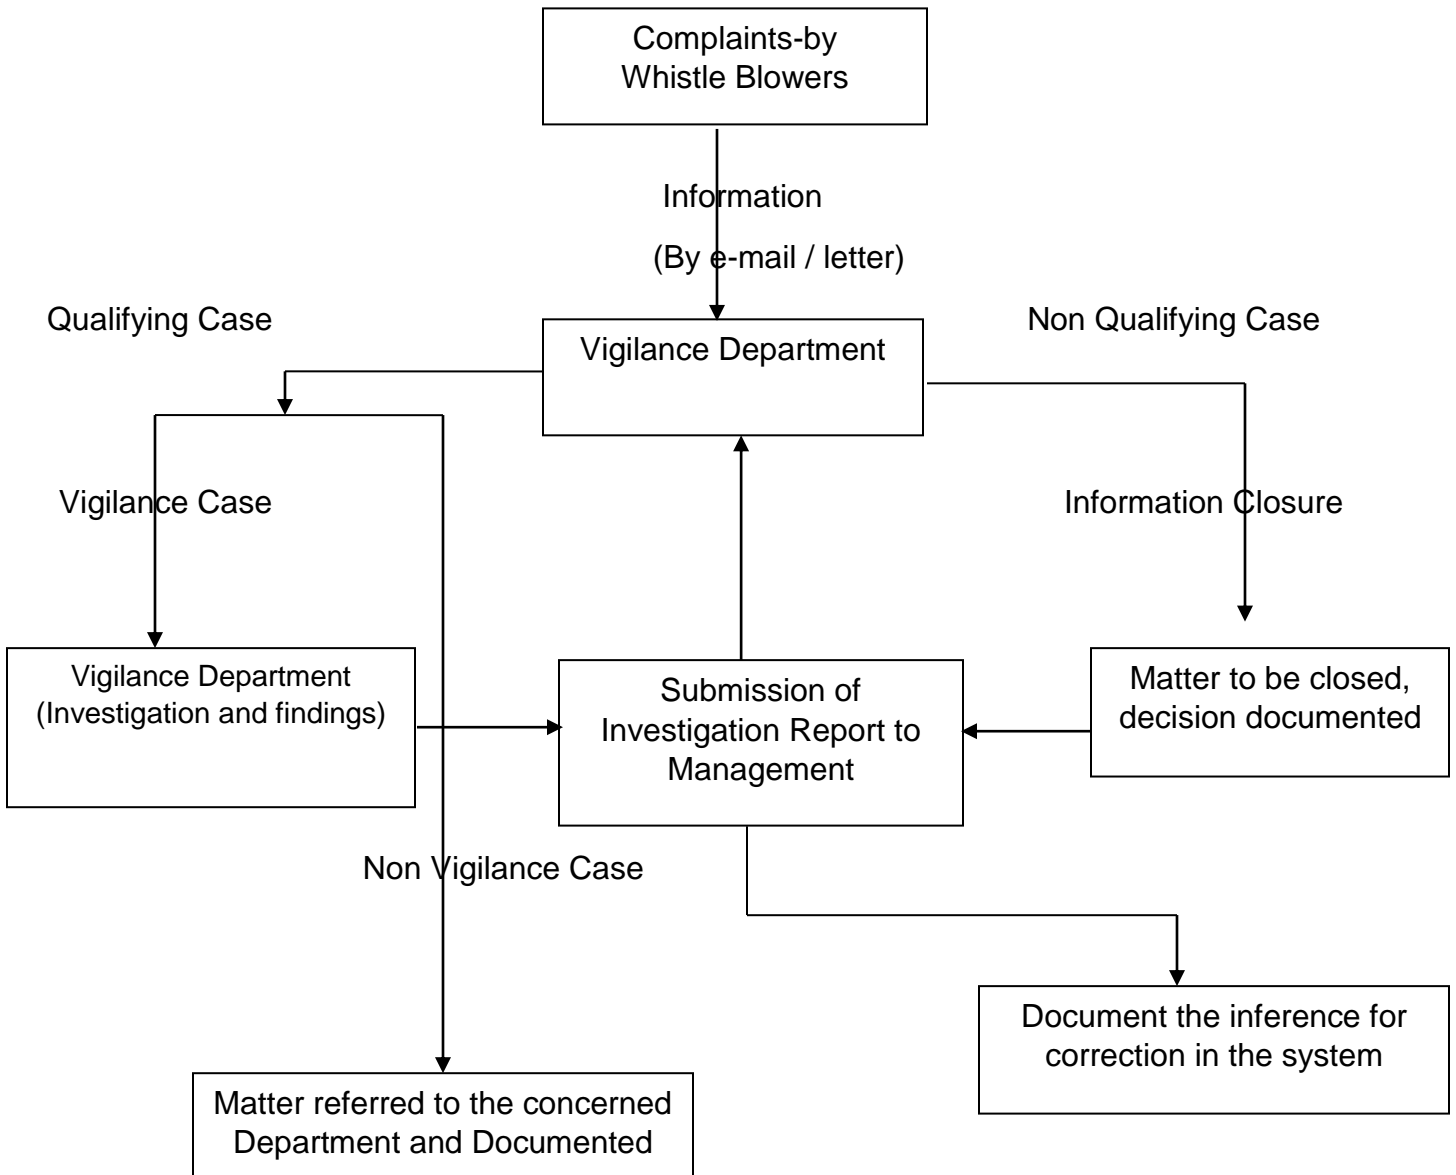 Complaints-by
Whistle Blowers
Information
(By e-mail / letter)
Qualifying Case
Non Qualifying Case
Vigilance Department
Vigilance Case
Information Closure
Vigilance Department
(Investigation and findings)
Submission of
Investigation Report to
Management
Matter to be closed,
decision documented
Non Vigilance Case
Document the inference for
correction in the system
Matter referred to the concerned
Department and Documented